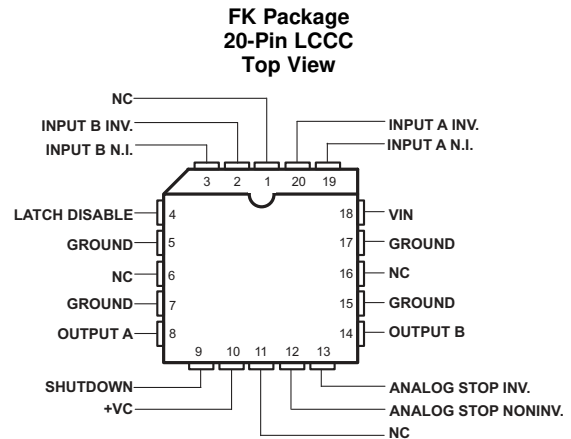 FK Package
20-Pin LCCC
Top View
NC
INPUT B INV.
INPUT B N.I.
INPUT A INV.
INPUT A N.I.
3 2 1 20 19
LATCH DISABLE 4 18 VIN
GROUND 5 17 GROUND
NC 6 16 NC
GROUND 7 15 GROUND
OUTPUT A 8 14 OUTPUT B
9 10 11 12 13
SHUTDOWN ANALOG STOP INV.
+VC ANALOG STOP NONINV.
NC